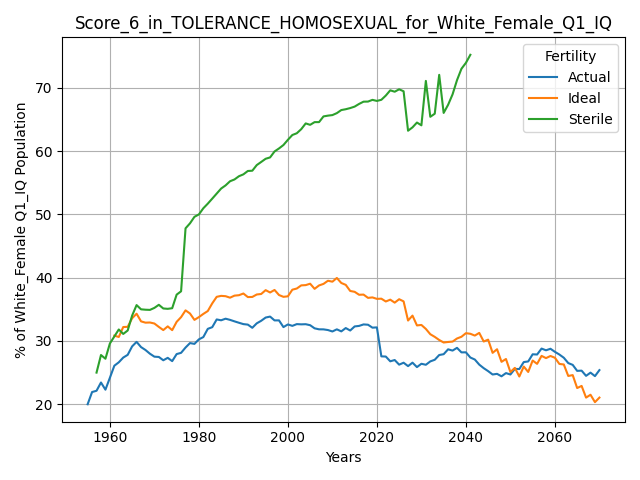 Score_6_in_TOLERANCE_HOMOSEXUAL_for_White_Female_Q1_IQ
Fertility
Actual
Ideal
Sterile
% of White_Female Q1_IQ Population
70
60
50
40
30
20
1960
1980
2000
2020
2040
2060
Years